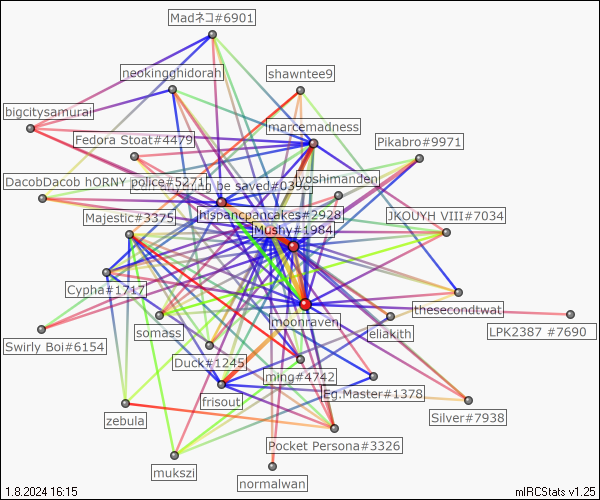 Madネコ#6901
neokingghidorah
shawntee9
bigcitysamurai
marcemadness
Fedora Stoat#4479
Pikabro#9971
DacobDacob hORNY police#5271
be saved#0396
yoshimanden
Majestic#3375
hispancpancakes#2928
JKOUYH VIII#7034
Mushy#1984
Cypha#1717
thesecondtwat
somass
moonraven
eliakith
LPK2387 #7690
Swirly Boi#6154
Duck#1245
ming#4742
frisout
Eg.Master#1378
zebula
Silver#7938
Pocket Persona#3326
mukszi
normalwan
1.8.2024 16:15
mIRCStats v1.25